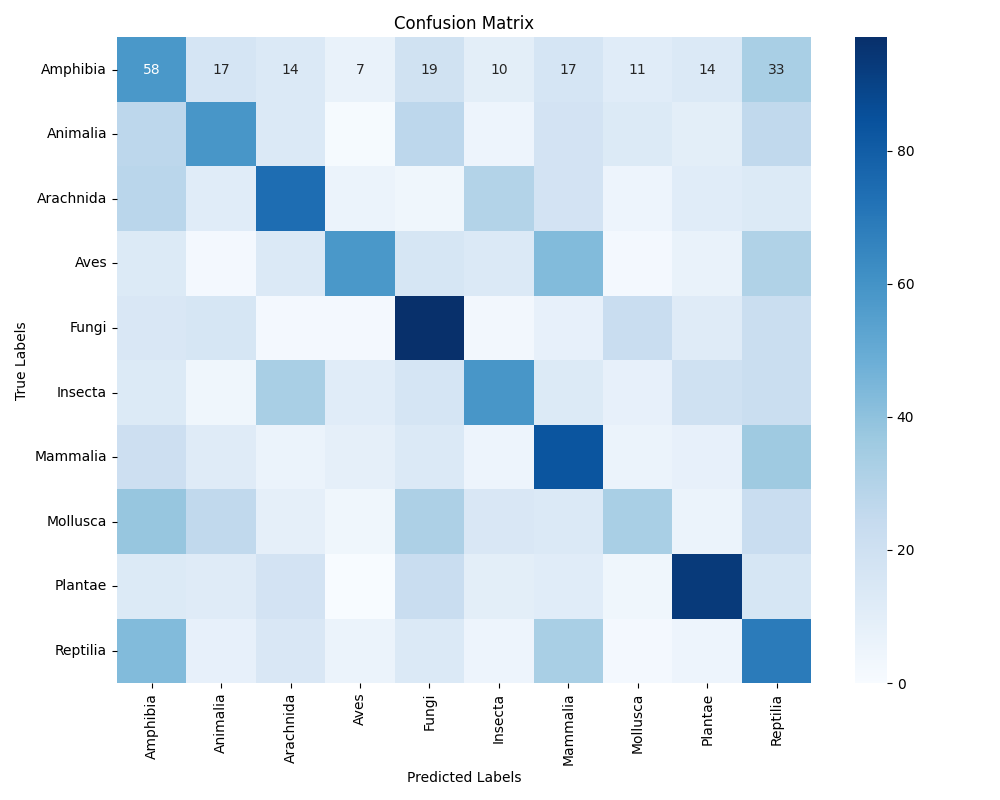 Confusion Matrix
Amphibia 58 17 14 7 19 10 17 11 14 33
Animalia
Arachnida
Aves
Fungi
Insecta
Mammalia
Mollusca
Plantae
Reptilia
True Labels
Amphibia Animalia Arachnida Aves Fungi Insecta Mammalia Mollusca Plantae Reptilia
Predicted Labels
80
60
40
20
0